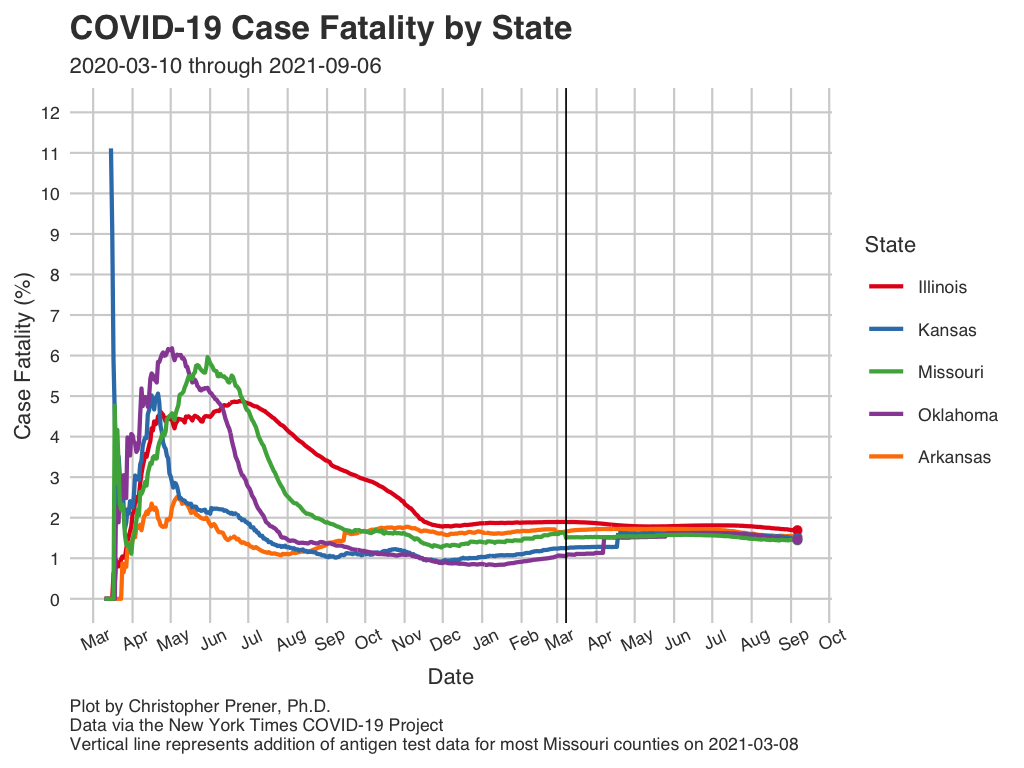 COVID-19 Case Fatality by State
2020-03-10 through 2021-09-06
12
11
10
9
8
7
6
5
4
3
2
1
0
Case Fatality (%)
Mar Apr May Jun Jul Aug Sep Oct Nov Dec Jan Feb Mar Apr May Jun Jul Aug Sep Oct
Date
State
Illinois
Kansas
Missouri
Oklahoma
Arkansas
Plot by Christopher Prener, Ph.D.
Data via the New York Times COVID-19 Project
Vertical line represents addition of antigen test data for most Missouri counties on 2021-03-08